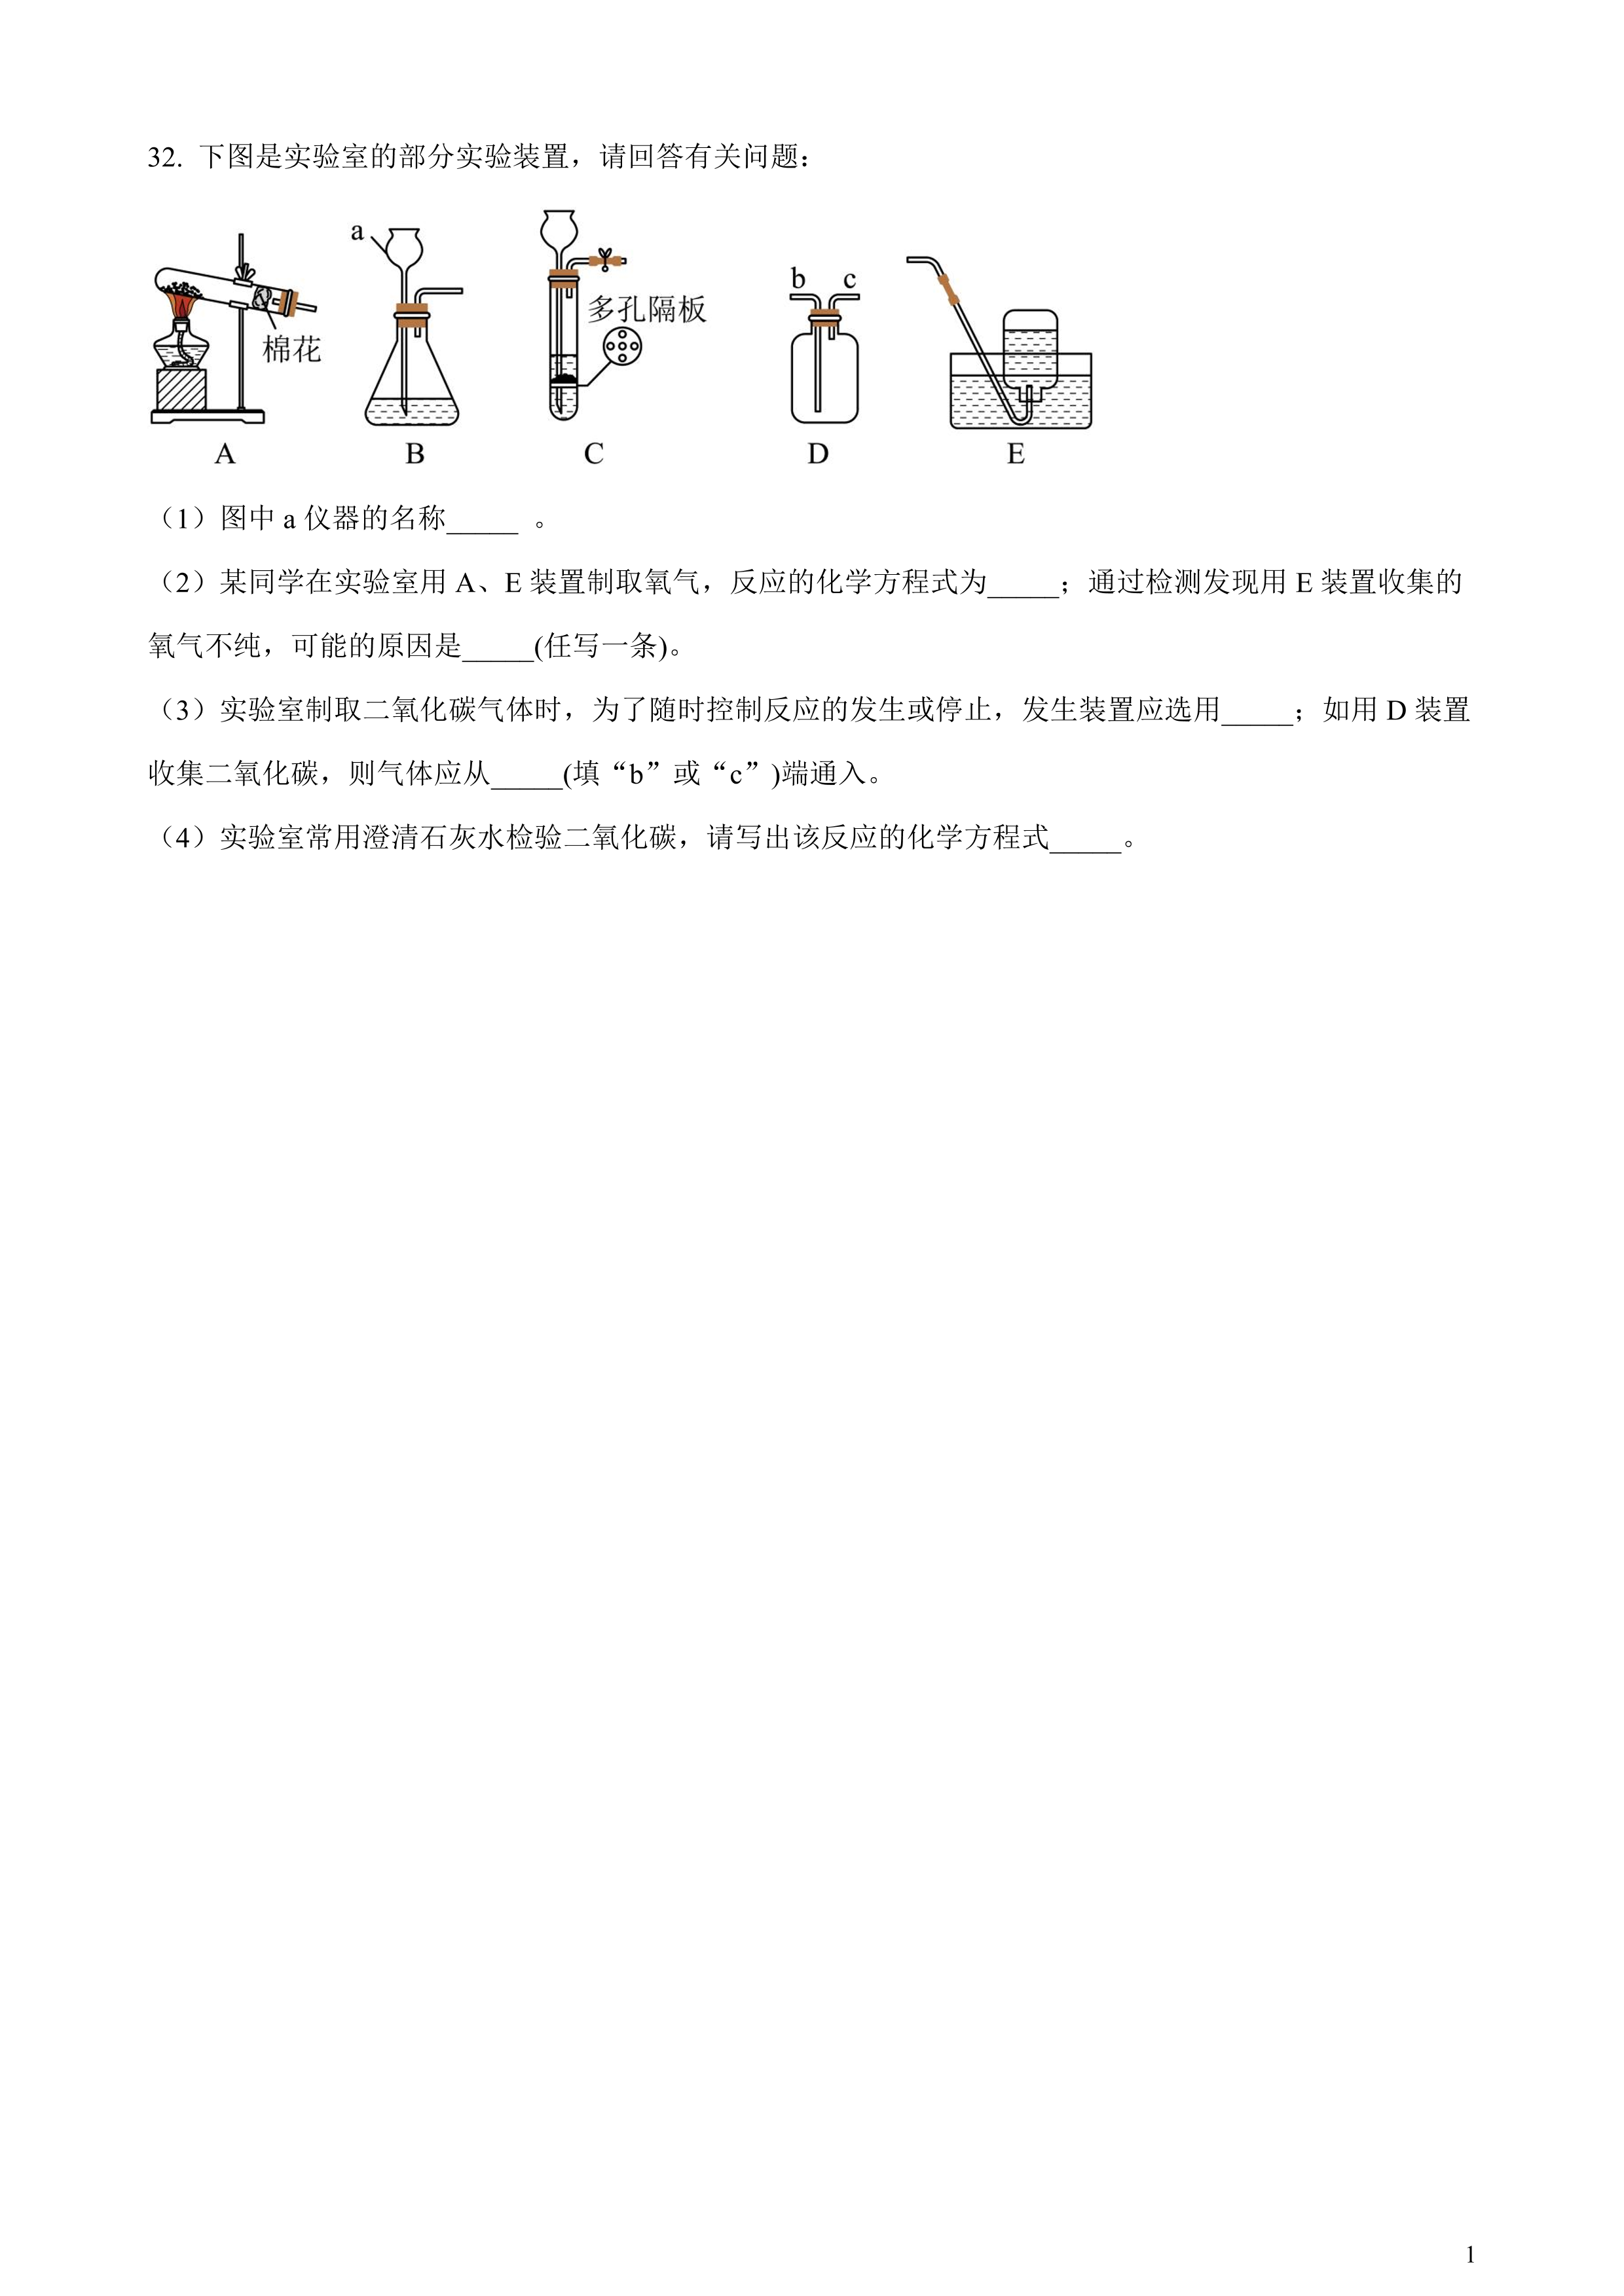 32. 下图是实验室的部分实验装置，请回答有关问题：
a
b c
多孔隔板
棉花
A B C D E
（1）图中 a 仪器的名称_____ 。
（2）某同学在实验室用 A、E 装置制取氧气，反应的化学方程式为_____；通过检测发现用 E 装置收集的
氧气不纯，可能的原因是_____(任写一条)。
（3）实验室制取二氧化碳气体时，为了随时控制反应的发生或停止，发生装置应选用_____；如用 D 装置
收集二氧化碳，则气体应从_____(填“b”或“c”)端通入。
（4）实验室常用澄清石灰水检验二氧化碳，请写出该反应的化学方程式_____。
1